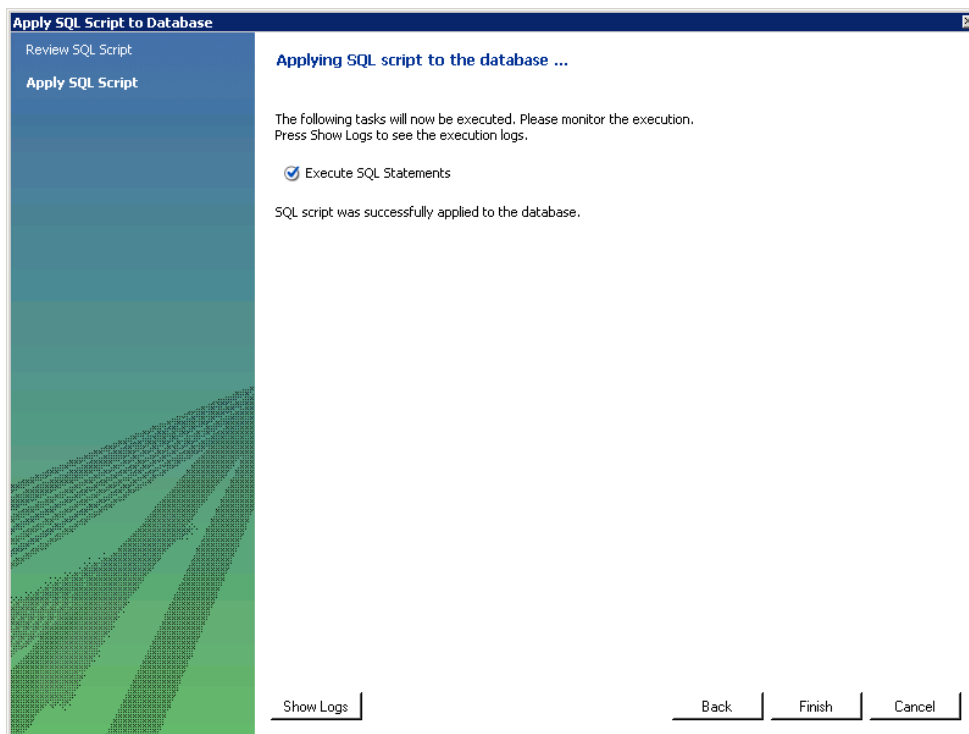 Apply SQL Script to Database
Review SQL Script
Apply SQL Script
Applying SQL script to the database ...
The following tasks will now be executed. Please monitor the execution.
Press Show Logs to see the execution logs.
Execute SQL Statements
SQL script was successfully applied to the database.
Show Logs
Back
Finish
Cancel